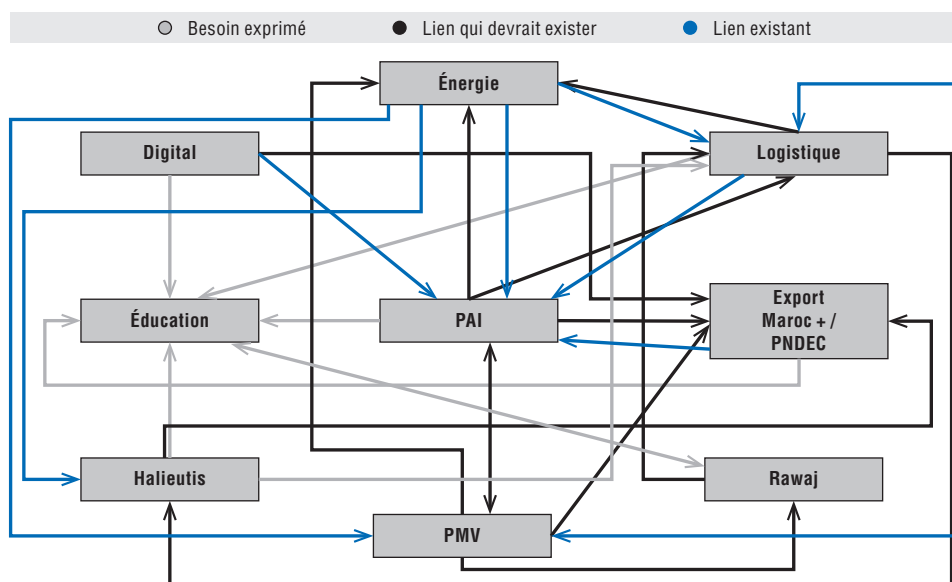 Besoin exprimé
Lien qui devrait exister
Lien existant
Énergie
Digital
Logistique
Éducation
PAI
Export
Maroc + /
PNDEC
Halieutis
Rawaj
PMV